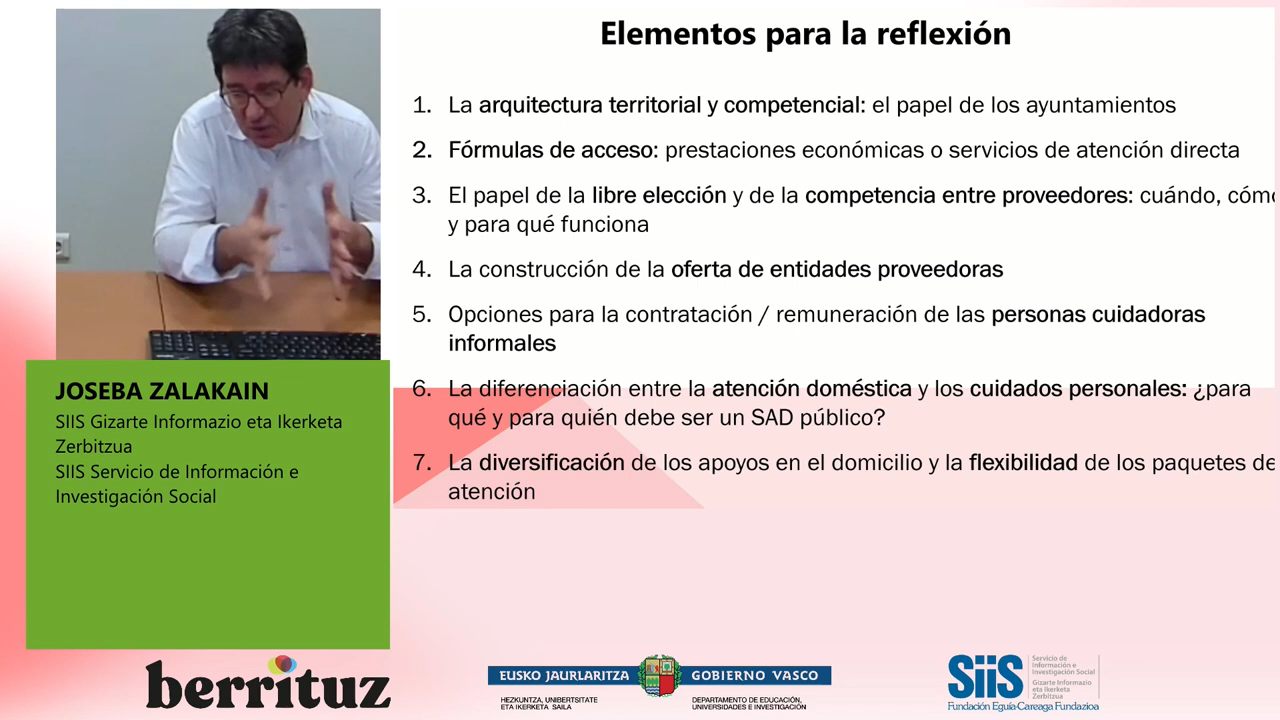 Elementos para la reflexión
1. La arquitectura territorial y competencial: el papel de los ayuntamientos
2. Fórmulas de acceso: prestaciones económicas o servicios de atención directa
3. El papel de la libre elección y de la competencia entre proveedores: cuándo, cómo
y para qué funciona
4. La construcción de la oferta de entidades proveedoras
5. Opciones para la contratación / remuneración de las personas cuidadoras
informales
6. La diferenciación entre la atención doméstica y los cuidados personales: ¿para
qué y para quién debe ser un SAD público?
7. La diversificación de los apoyos en el domicilio y la flexibilidad de los paquetes de
atención
JOSEBA ZALAKAIN
SIIS Gizarte Informazio eta Ikerketa
Zerbitzua
SIIS Servicio de Información e
Investigación Social
berrituz
EUSKO JAURLARITZA GOBIERNO VASCO
HEZKUNTZA, UNIBERTSITATE
ETA IKERKETA SAILA
DEPARTAMENTO DE EDUCACIÓN,
UNIVERSIDADES E INVESTIGACIÓN
SiiS
Servicio de
Información e
Investigación Social
Gizarte Informazio
eta Ikerketa
Zerbitzua
Fundación Eguía-Careaga Fundazioa